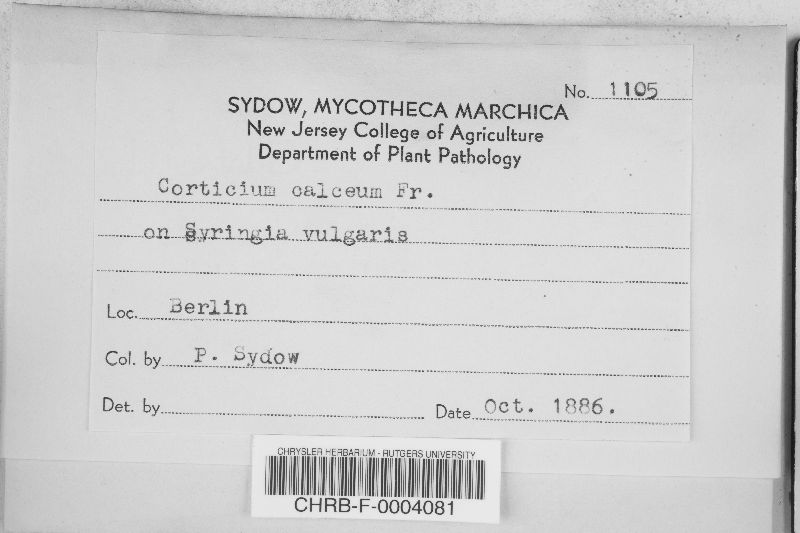 No. 1105
SYDOW, MYCOTHECA MARCHICA
New Jersey College of Agriculture
Department of Plant Pathology
Corticium calceum Fr.
on Syringia vulgaris
Loc. Berlin
Col. by P. Sydow
Det. by
Date Oct. 1886.
CHRYSLER HERBARIUM - RUTGERS UNIVERSITY
CHRB-F-0004081